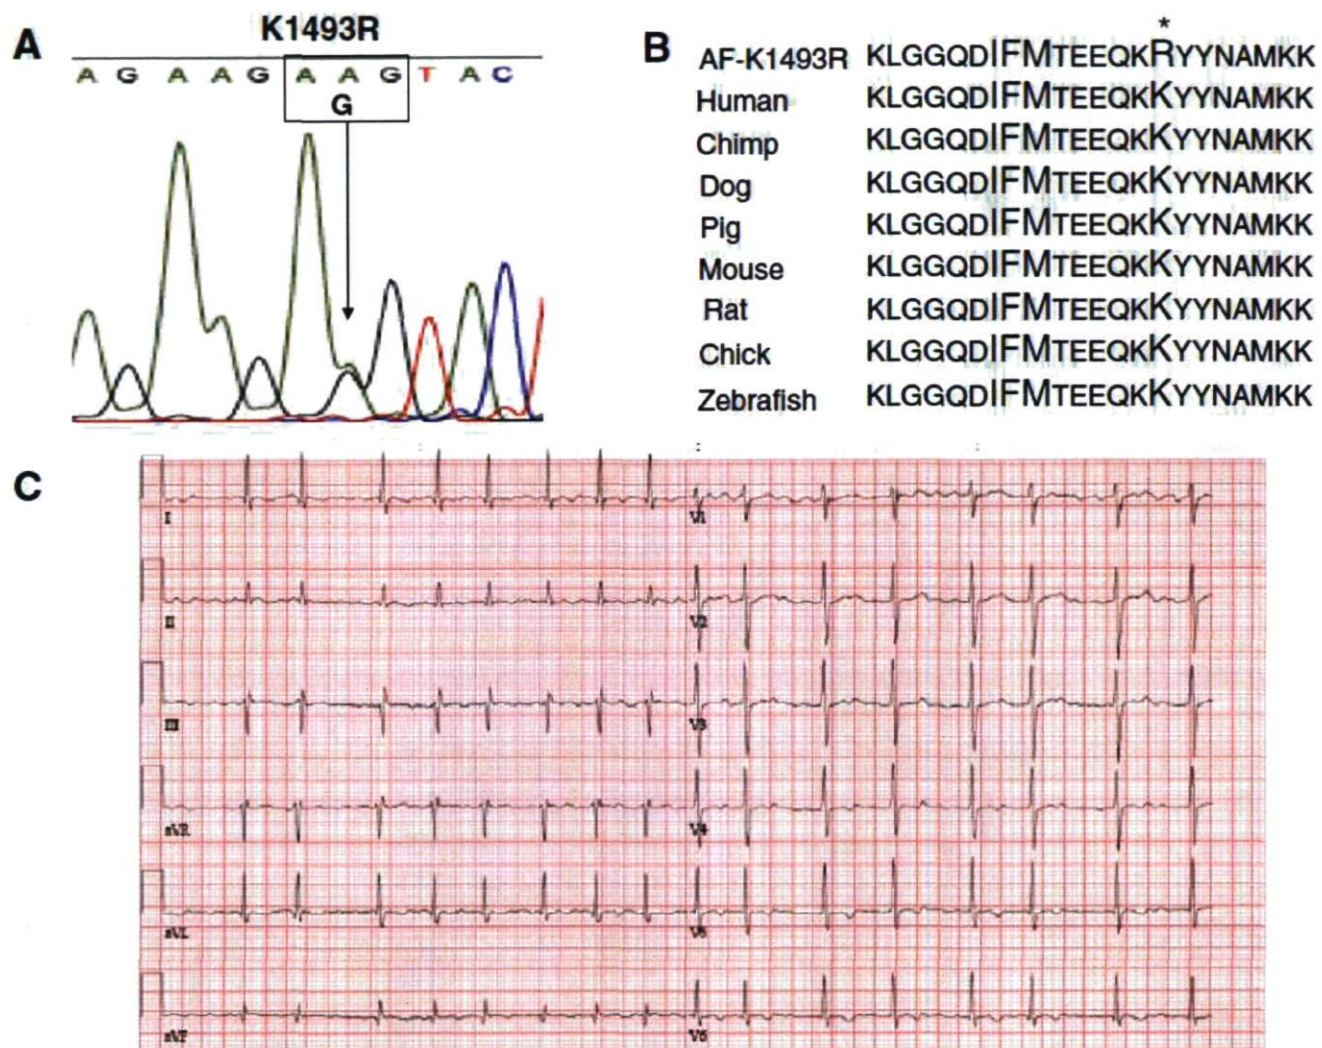 A
K1493R
A G A A G A A G T A C
G
B
*
AF-K1493R KLGGQDIFMTEEQKRYYNAMKK
Human KLGGQDIFMTEEQKKYYNAMKK
Chimp KLGGQDIFMTEEQKKYYNAMKK
Dog KLGGQDIFMTEEQKKYYNAMKK
Pig KLGGQDIFMTEEQKKYYNAMKK
Mouse KLGGQDIFMTEEQKKYYNAMKK
Rat KLGGQDIFMTEEQKKYYNAMKK
Chick KLGGQDIFMTEEQKKYYNAMKK
Zebrafish KLGGQDIFMTEEQKKYYNAMKK
C
I V1
II V2
III V3
aVR V4
aVL V5
aVF V6